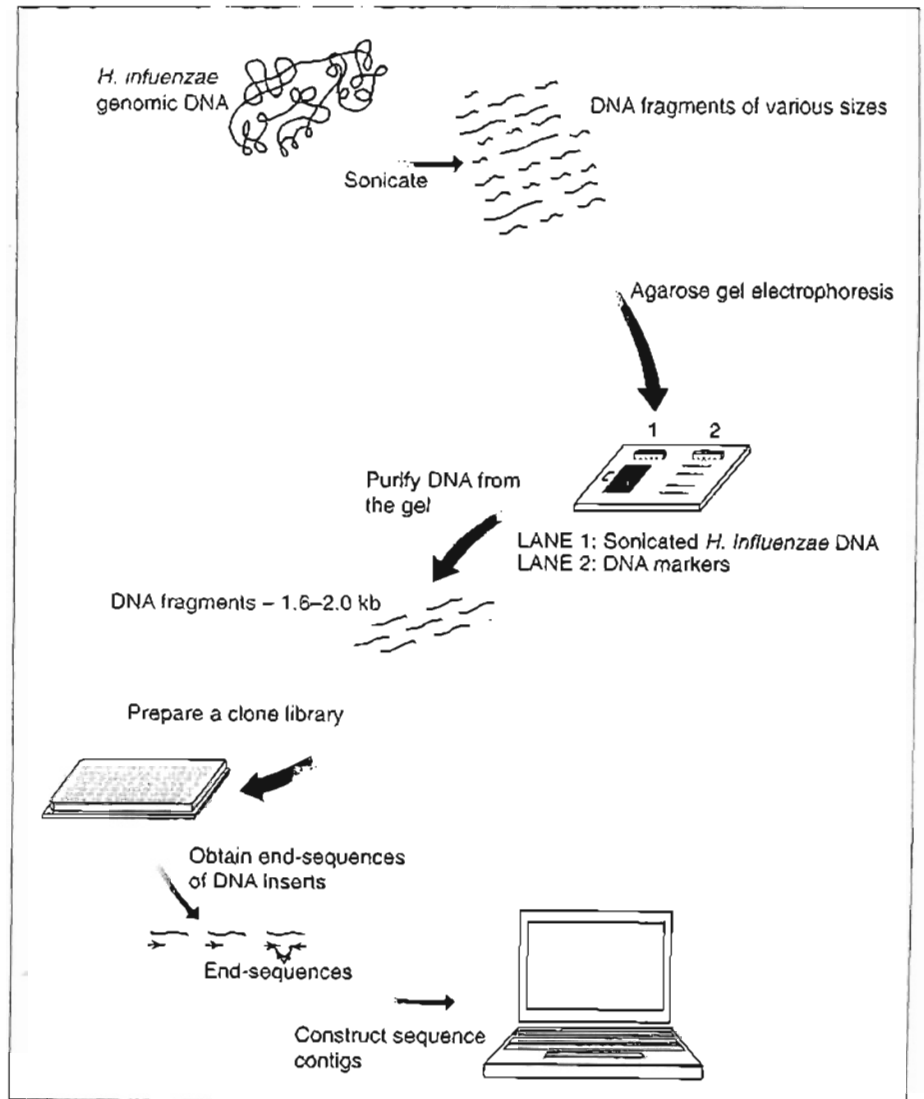 H. infuenzae
genomic DNA
DNA fragments of various sizes
Sonicate
Agarose gel electrophoresis
1 2
Purify DNA from
the gel
LANE 1: Sonicated H. influenzae DNA
LANE 2: DNA markers
DNA fragments – 1.6–2.0 kb
Prepare a clone library
Obtain end-sequences
of DNA inserts
End-sequences
Construct sequence
contigs